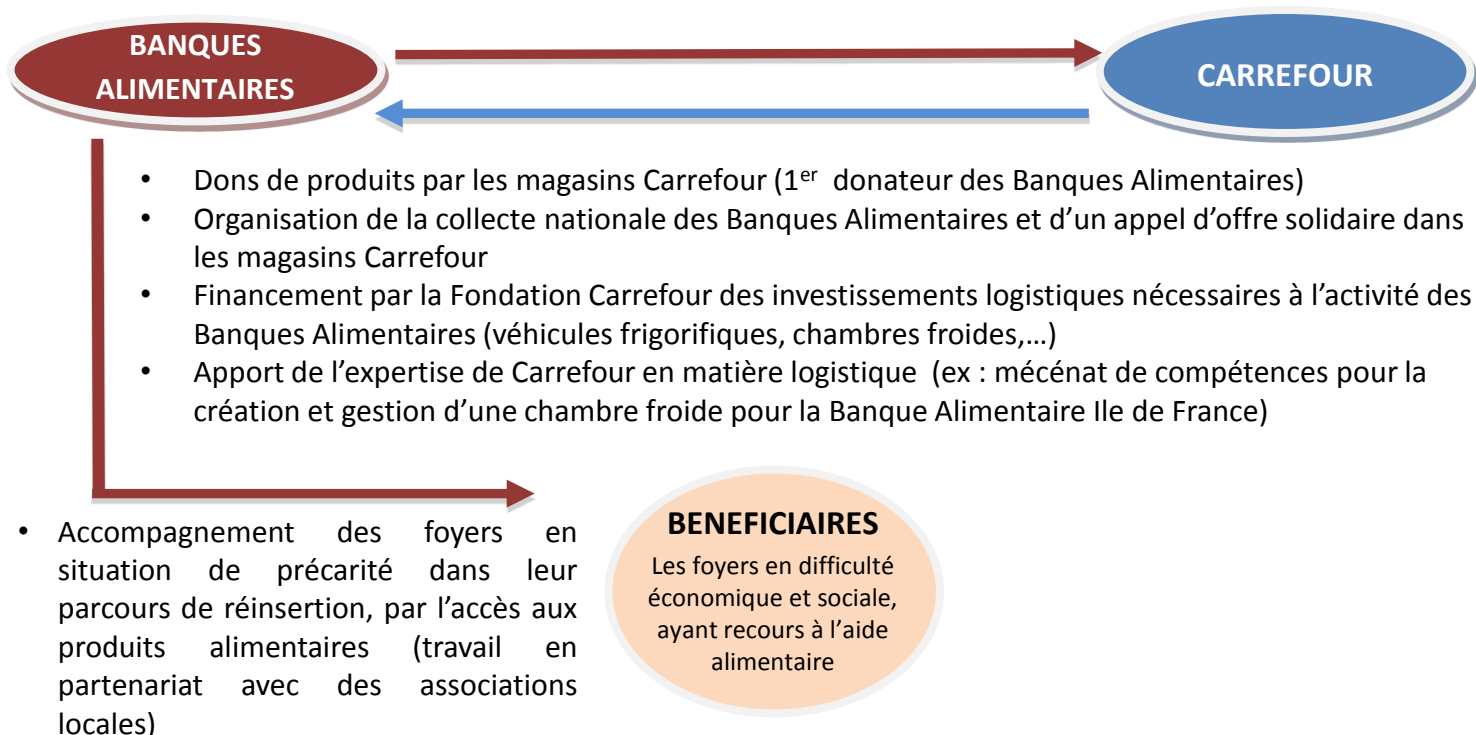 BANQUES
ALIMENTAIRES
CARREFOUR
• Dons de produits par les magasins Carrefour (1er donateur des Banques Alimentaires)
• Organisation de la collecte nationale des Banques Alimentaires et d’un appel d’offre solidaire dans
les magasins Carrefour
• Financement par la Fondation Carrefour des investissements logistiques nécessaires à l’activité des
Banques Alimentaires (véhicules frigorifiques, chambres froides,…)
• Apport de l’expertise de Carrefour en matière logistique (ex : mécénat de compétences pour la
création et gestion d’une chambre froide pour la Banque Alimentaire Ile de France)
• Accompagnement des foyers en
situation de précarité dans leur
parcours de réinsertion, par l’accès aux
produits alimentaires (travail en
partenariat avec des associations
locales)
BENEFICIAIRES
Les foyers en difficulté
économique et sociale,
ayant recours à l’aide
alimentaire